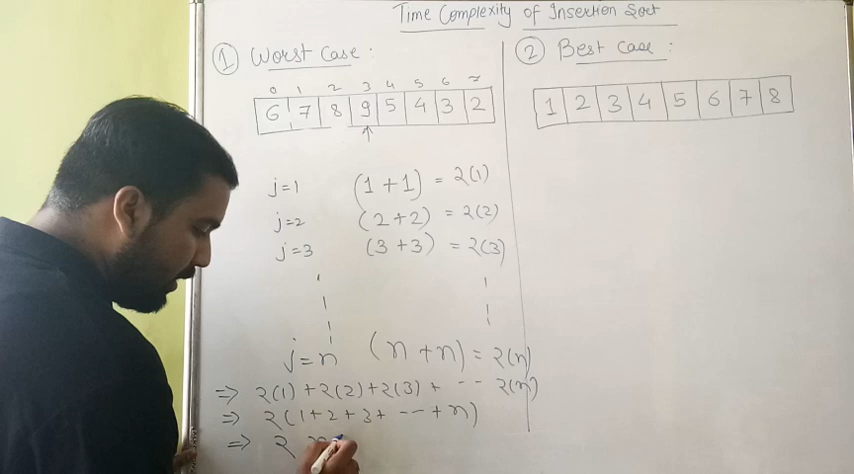 Time Complexity of Insertion Sort
① Worst Case :
0 1 2 3 4 5 6 7
6 7 8 9 5 4 3 2
↑
j=1 (1+1) = 2(1)
j=2 (2+2) = 2(2)
j=3 (3+3) = 2(3)
j=n (n+n) = 2(n)
⇒ 2(1)+2(2)+2(3)+ -- 2(n)
⇒ 2(1+2+3+ --- +n)
⇒ 2
② Best Case :
1 2 3 4 5 6 7 8